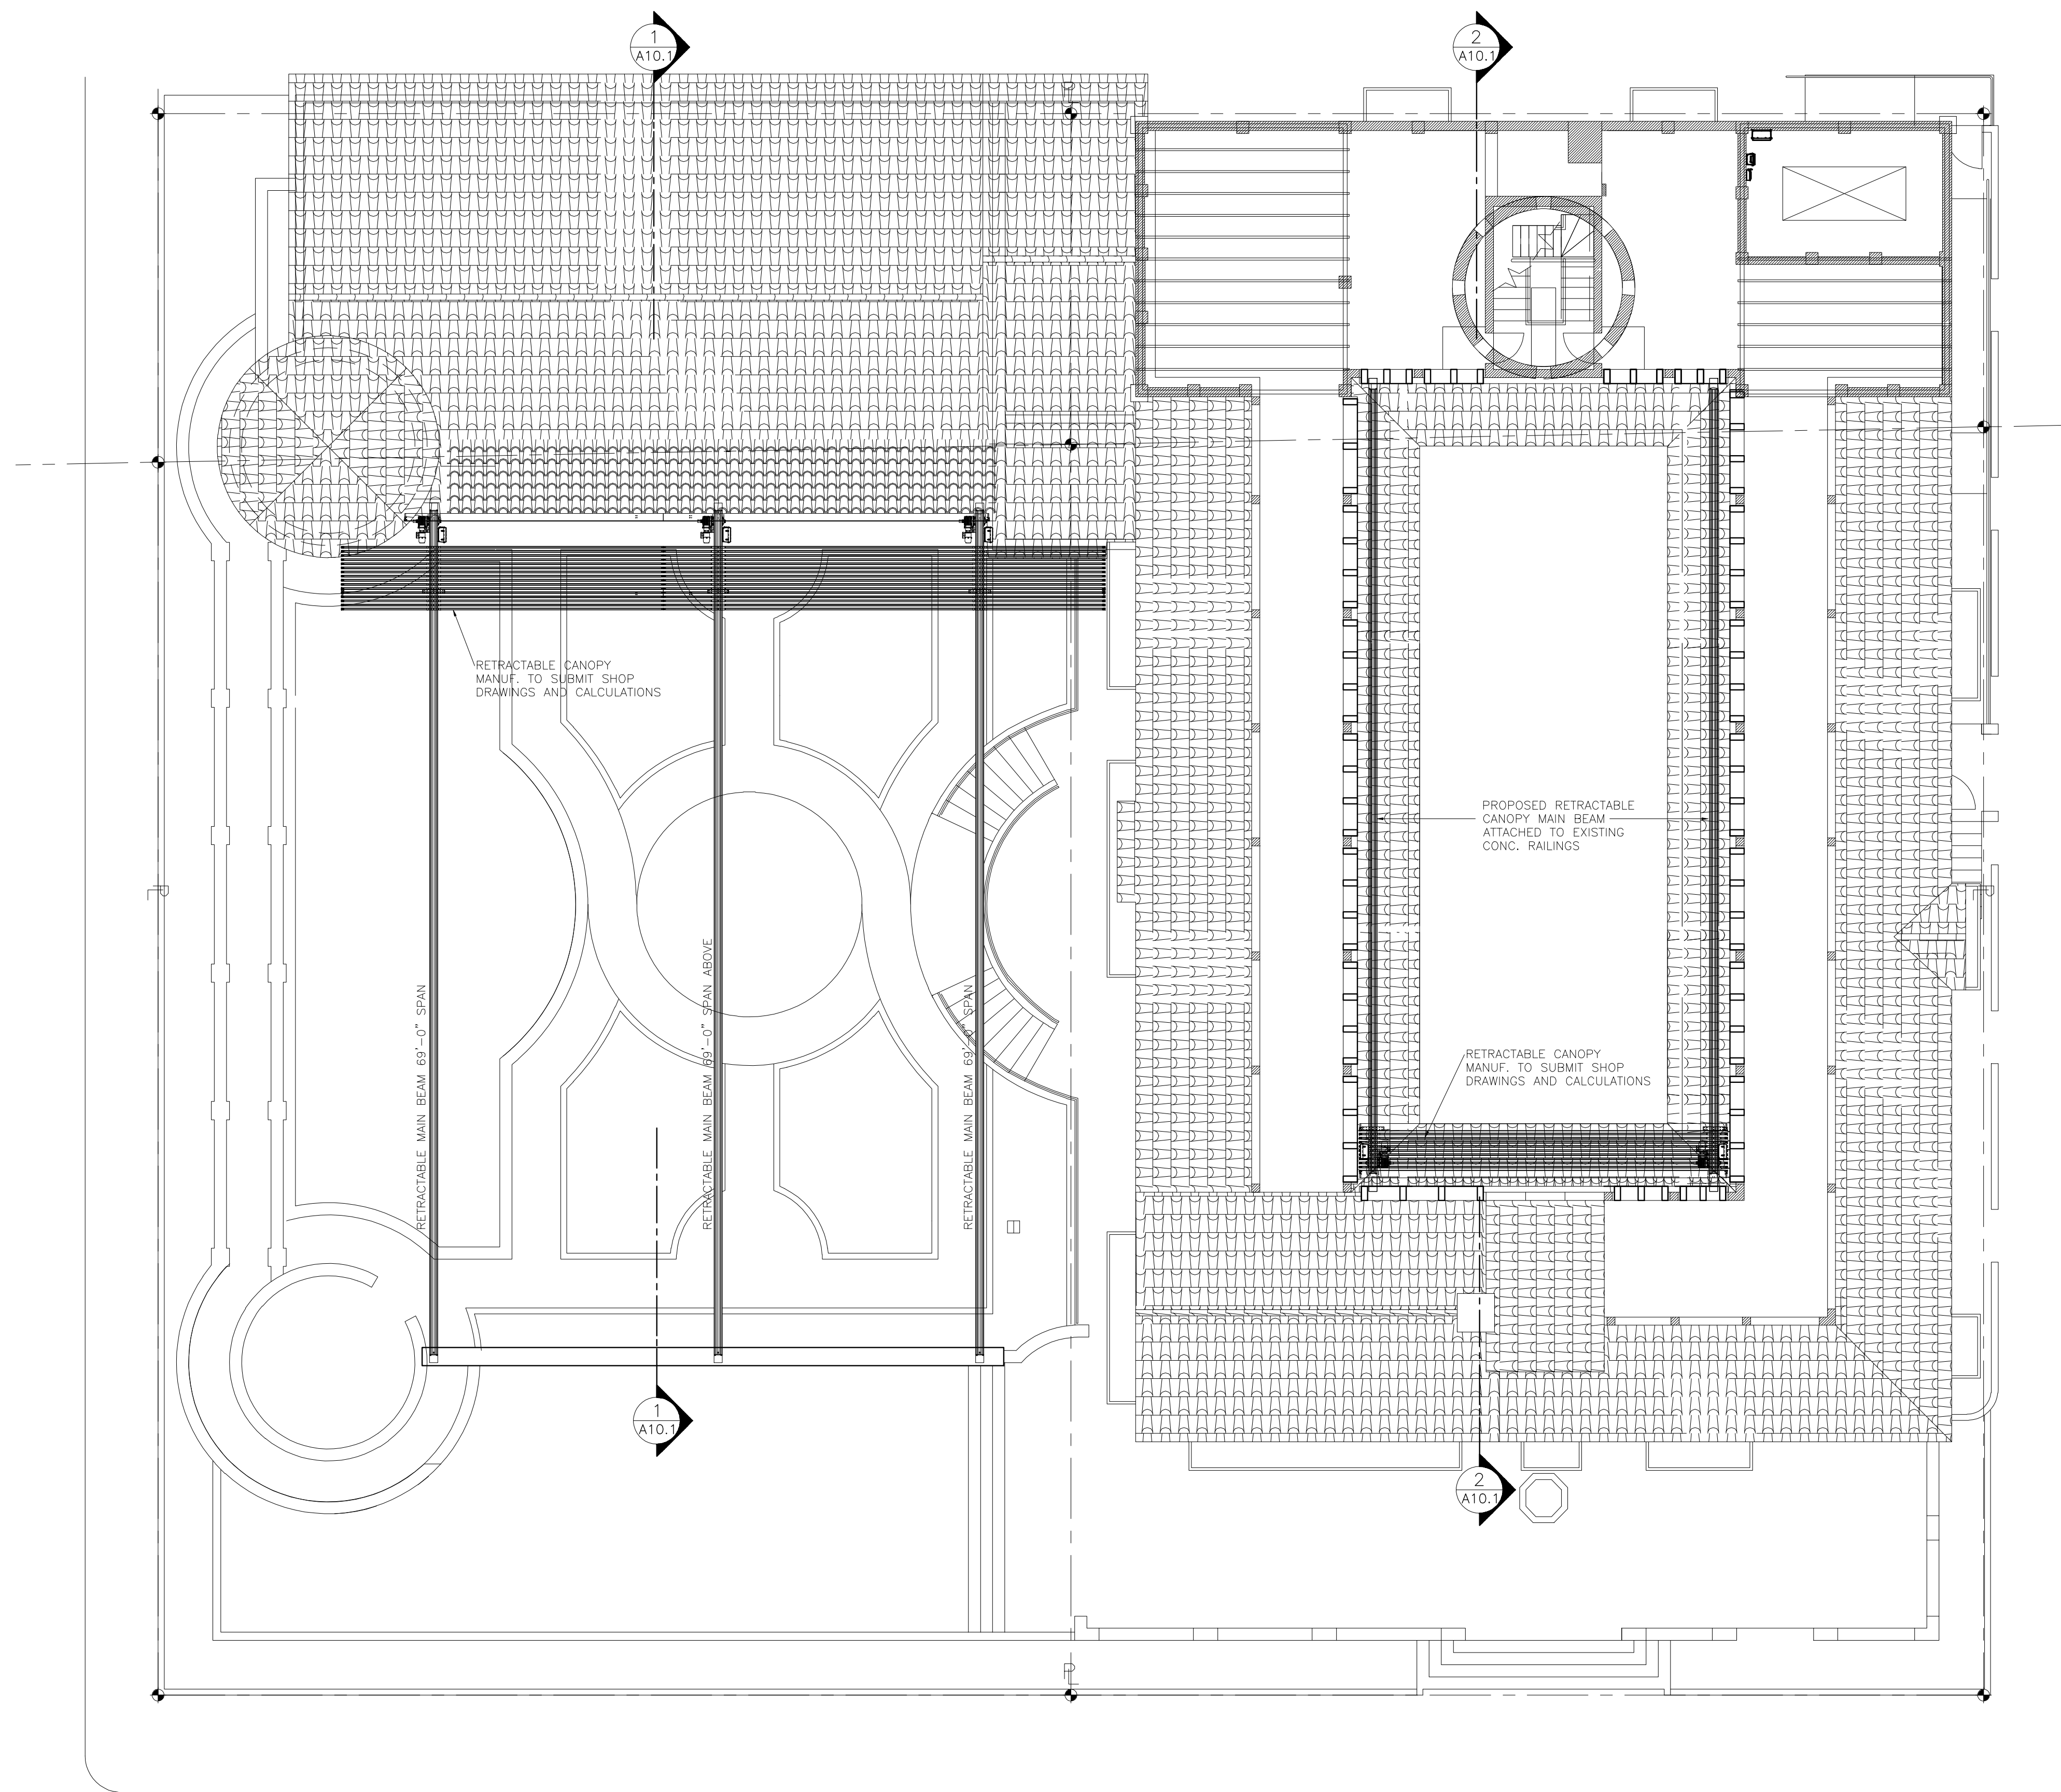 1
A10.1
2
A10.1
RETRACTABLE CANOPY
MANUF. TO SUBMIT SHOP
DRAWINGS AND CALCULATIONS
PROPOSED RETRACTABLE
CANOPY MAIN BEAM
ATTACHED TO EXISTING
CONC. RAILINGS
RETRACTABLE MAIN BEAM 69'-0" SPAN
RETRACTABLE MAIN BEAM 69'-0" SPAN ABOVE
RETRACTABLE MAIN BEAM 69'-0" SPAN
RETRACTABLE CANOPY
MANUF. TO SUBMIT SHOP
DRAWINGS AND CALCULATIONS
1
A10.1
2
A10.1